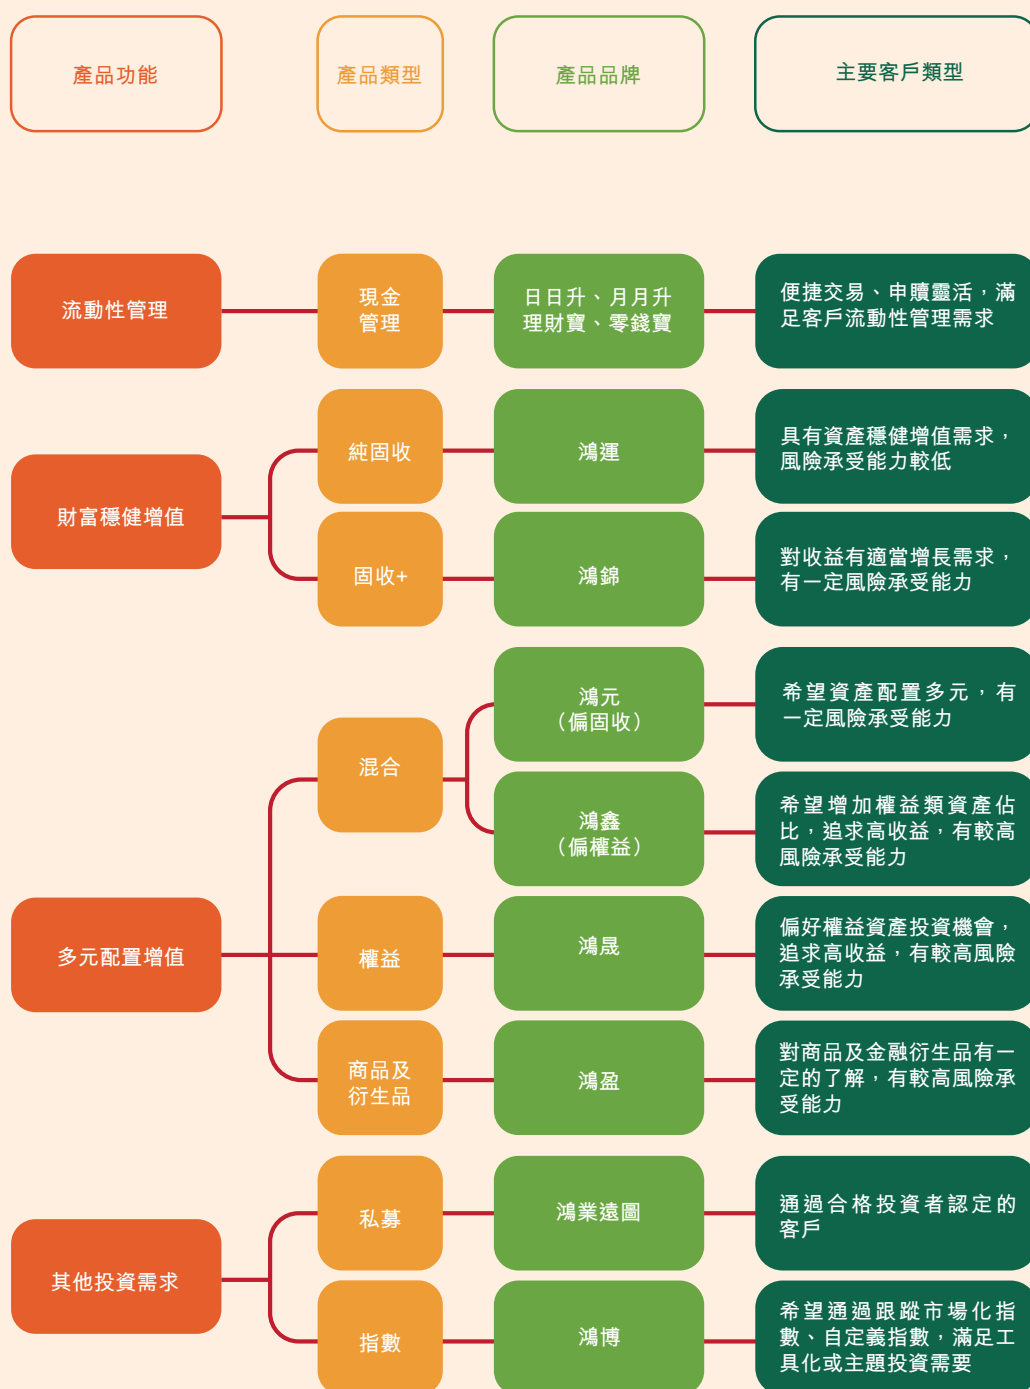 產品功能
產品類型
產品品牌
主要客戶類型
流動性管理
現金
管理
日日升、月月升
理財寶、零錢寶
便捷交易、申贖靈活，滿
足客戶流動性管理需求
財富穩健增值
純固收
鴻運
具有資產穩健增值需求，
風險承受能力較低
固收+
鴻錦
對收益有適當增長需求，
有一定風險承受能力
多元配置增值
混合
鴻元
（偏固收）
希望資產配置多元，有
一定風險承受能力
鴻鑫
（偏權益）
希望增加權益類資產佔
比，追求高收益，有較高
風險承受能力
權益
鴻晟
偏好權益資產投資機會，
追求高收益，有較高風險
承受能力
商品及
衍生品
鴻盈
對商品及金融衍生品有一
定的了解，有較高風險承
受能力
其他投資需求
私募
鴻業遠圖
通過合格投資者認定的
客戶
指數
鴻博
希望通過跟蹤市場化指
數、自定義指數，滿足工
具化或主題投資需要